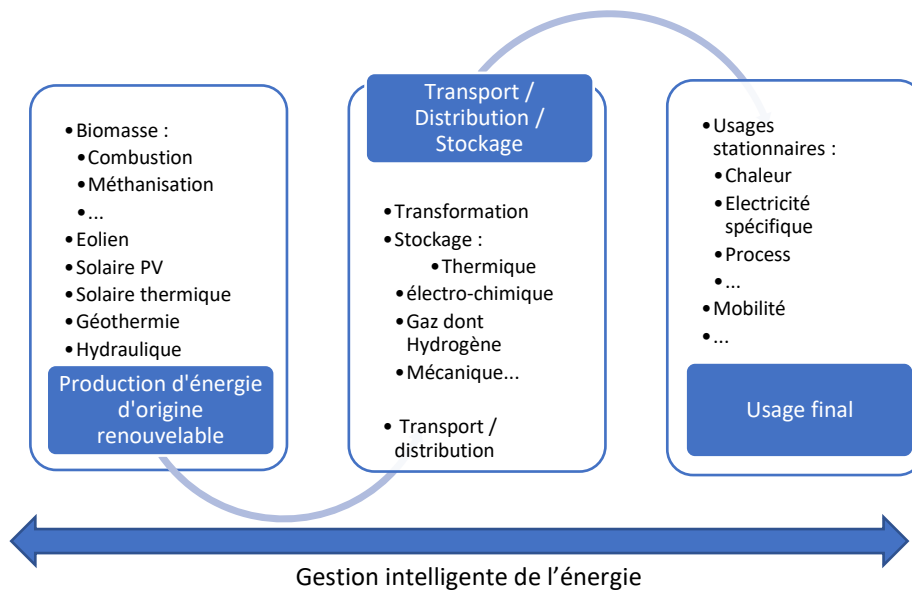 •Biomasse :
•Combustion
•Méthanisation
•...
•Eolien
•Solaire PV
•Solaire thermique
•Géothermie
•Hydraulique
Production d'énergie
d'origine
renouvelable
Transport /
Distribution /
Stockage
•Transformation
•Stockage :
•Thermique
•électro-chimique
•Gaz dont
Hydrogène
•Mécanique...
• Transport /
distribution
•Usages
stationnaires :
•Chaleur
•Electricité
spécifique
•Process
•...
•Mobilité
•...
Usage final
Gestion intelligente de l’énergie